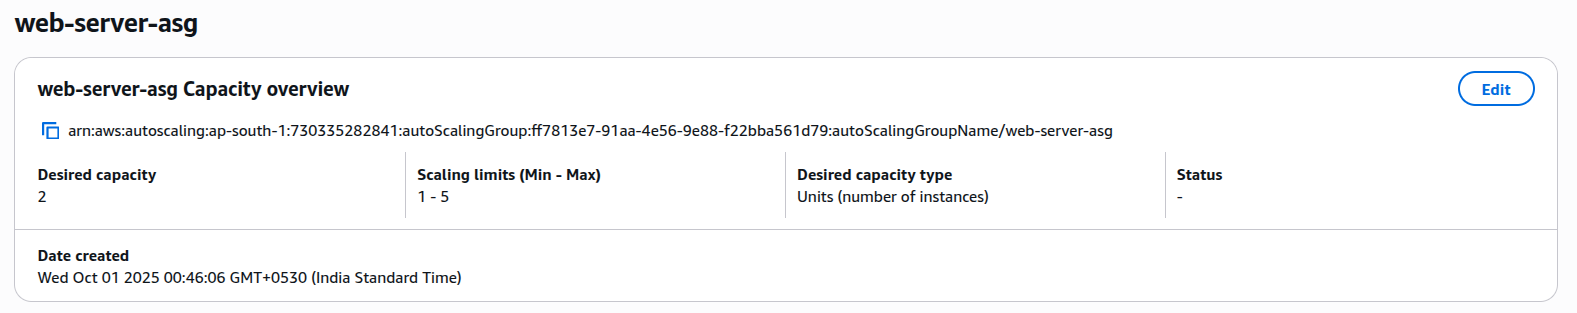 web-server-asg
web-server-asg Capacity overview
Edit
arn:aws:autoscaling:ap-south-1:730335282841:autoScalingGroup:ff7813e7-91aa-4e56-9e88-f22bba561d79:autoScalingGroupName/web-server-asg
Desired capacity
2
Scaling limits (Min - Max)
1 - 5
Desired capacity type
Units (number of instances)
Status
-
Date created
Wed Oct 01 2025 00:46:06 GMT+0530 (India Standard Time)